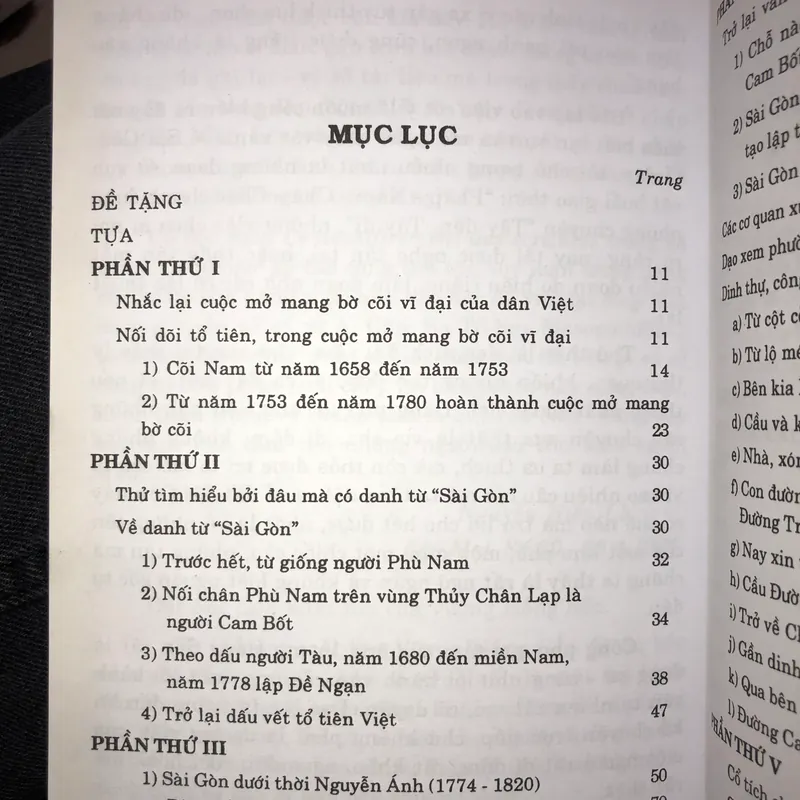 MỤC LỤC
Trang
ĐỀ TẶNG
TỰA
PHẦN THỨ I 11
Nhắc lại cuộc mở mang bờ cõi vĩ đại của dân Việt 11
Nối dõi tổ tiên, trong cuộc mở mang bờ cõi vĩ đại 11
1) Cõi Nam từ năm 1658 đến năm 1753 14
2) Từ năm 1753 đến năm 1780 hoàn thành cuộc mở mang
bờ cõi 23
PHẦN THỨ II 30
Thử tìm hiểu bởi đâu mà có danh từ “Sài Gòn” 30
Về danh từ “Sài Gòn” 30
1) Trước hết, từ giống người Phù Nam 32
2) Nối chân Phù Nam trên vùng Thủy Chân Lạp là
người Cam Bốt 34
3) Theo dấu người Tàu, năm 1680 đến miền Nam,
năm 1778 lập Đề Ngạn 38
4) Trở lại dấu vết tổ tiên Việt 47
PHẦN THỨ III
1) Sài Gòn dưới thời Nguyễn Ánh (1774 - 1820) 50
Trở lại
1) Chỗ
Cam Bốt
2) Sài Gòn
tạo lập
3) Sài Gòn
Các cơ quan
Dạo xem
Dinh thự,
a) Từ cột
b) Từ lộ
c) Bên kia
d) Cầu và
e) Nhà,
f) Con
Đường
g) Nay xin
h) Cầu
i) Trở về
j) Gần dinh
k) Qua bên
l) Đường
PHẦN THỨ V
Cổ tích